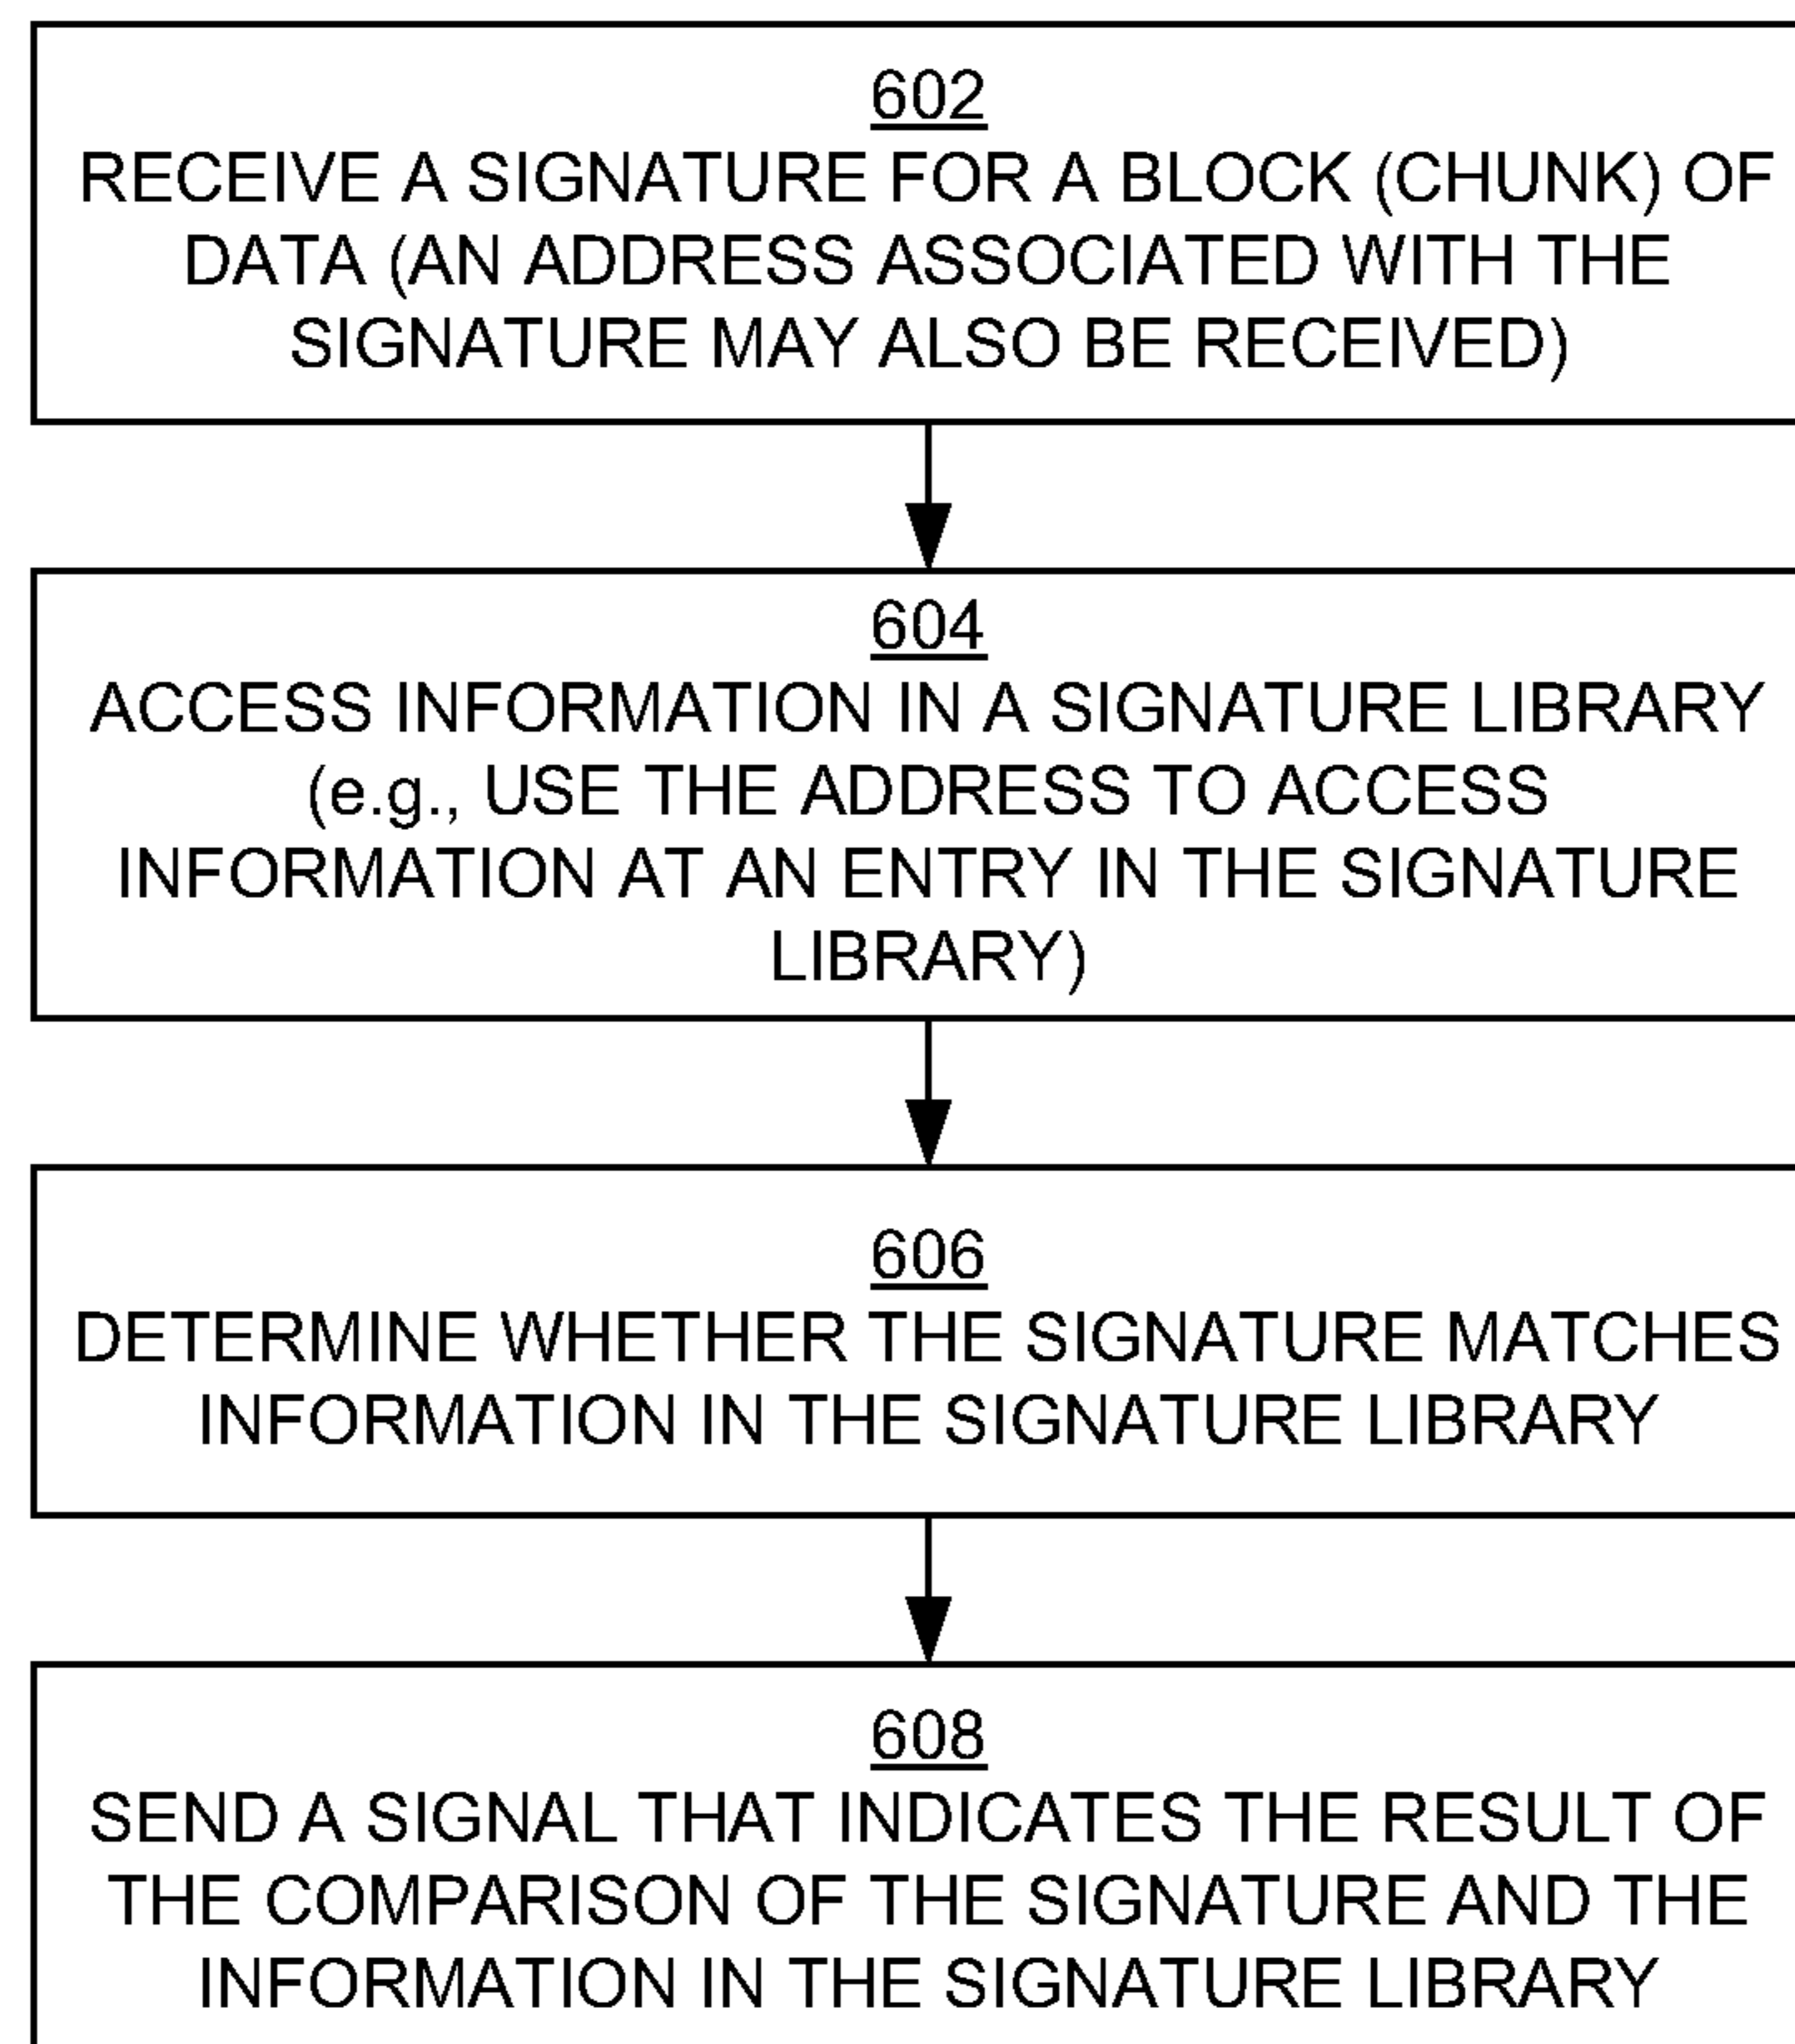 602
RECEIVE A SIGNATURE FOR A BLOCK (CHUNK) OF
DATA (AN ADDRESS ASSOCIATED WITH THE
SIGNATURE MAY ALSO BE RECEIVED)
604
ACCESS INFORMATION IN A SIGNATURE LIBRARY
(e.g., USE THE ADDRESS TO ACCESS
INFORMATION AT AN ENTRY IN THE SIGNATURE
LIBRARY)
606
DETERMINE WHETHER THE SIGNATURE MATCHES
INFORMATION IN THE SIGNATURE LIBRARY
608
SEND A SIGNAL THAT INDICATES THE RESULT OF
THE COMPARISON OF THE SIGNATURE AND THE
INFORMATION IN THE SIGNATURE LIBRARY